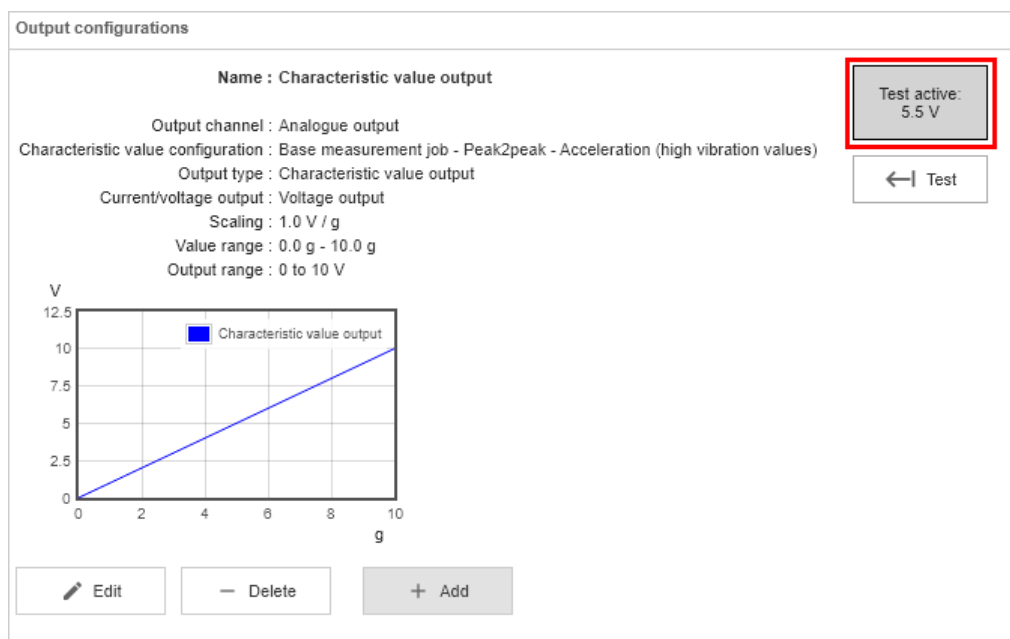 Output configurations
Name : Characteristic value output
Test active:
5.5 V
Output channel : Analogue output
Characteristic value configuration : Base measurement job - Peak2peak - Acceleration (high vibration values)
Output type : Characteristic value output
Test
Current/voltage output : Voltage output
Scaling : 1.0 V / g
Value range : 0.0 g - 10.0 g
Output range : 0 to 10 V
V
12.5
Characteristic value output
10
7.5
5
2.5
0
0 2 4 6 8 10
g
Edit
Delete
Add